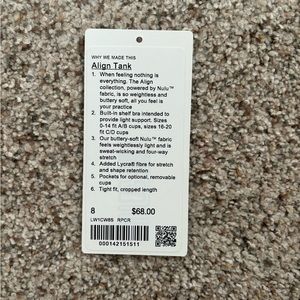 WHY WE MADE THIS
Align Tank
1. When feeling nothing is
everything. The Align
collection, powered by Nulu™
fabric, is so weightless and
buttery soft, all you feel is
your practice
2. Built-in shelf bra intended to
provide light support. Sizes
0-14 fit A/B cups, sizes 16-20
fit C/D cups
3. Our buttery-soft Nulu™ fabric
feels weightlessly light and is
sweat-wicking and four-way
stretch
4. Added Lycra® fibre for stretch
and shape retention
5. Pockets for optional, removable
cups
6. Tight fit, cropped length
8 $68.00
LW1CW8S RPCR
000142151511